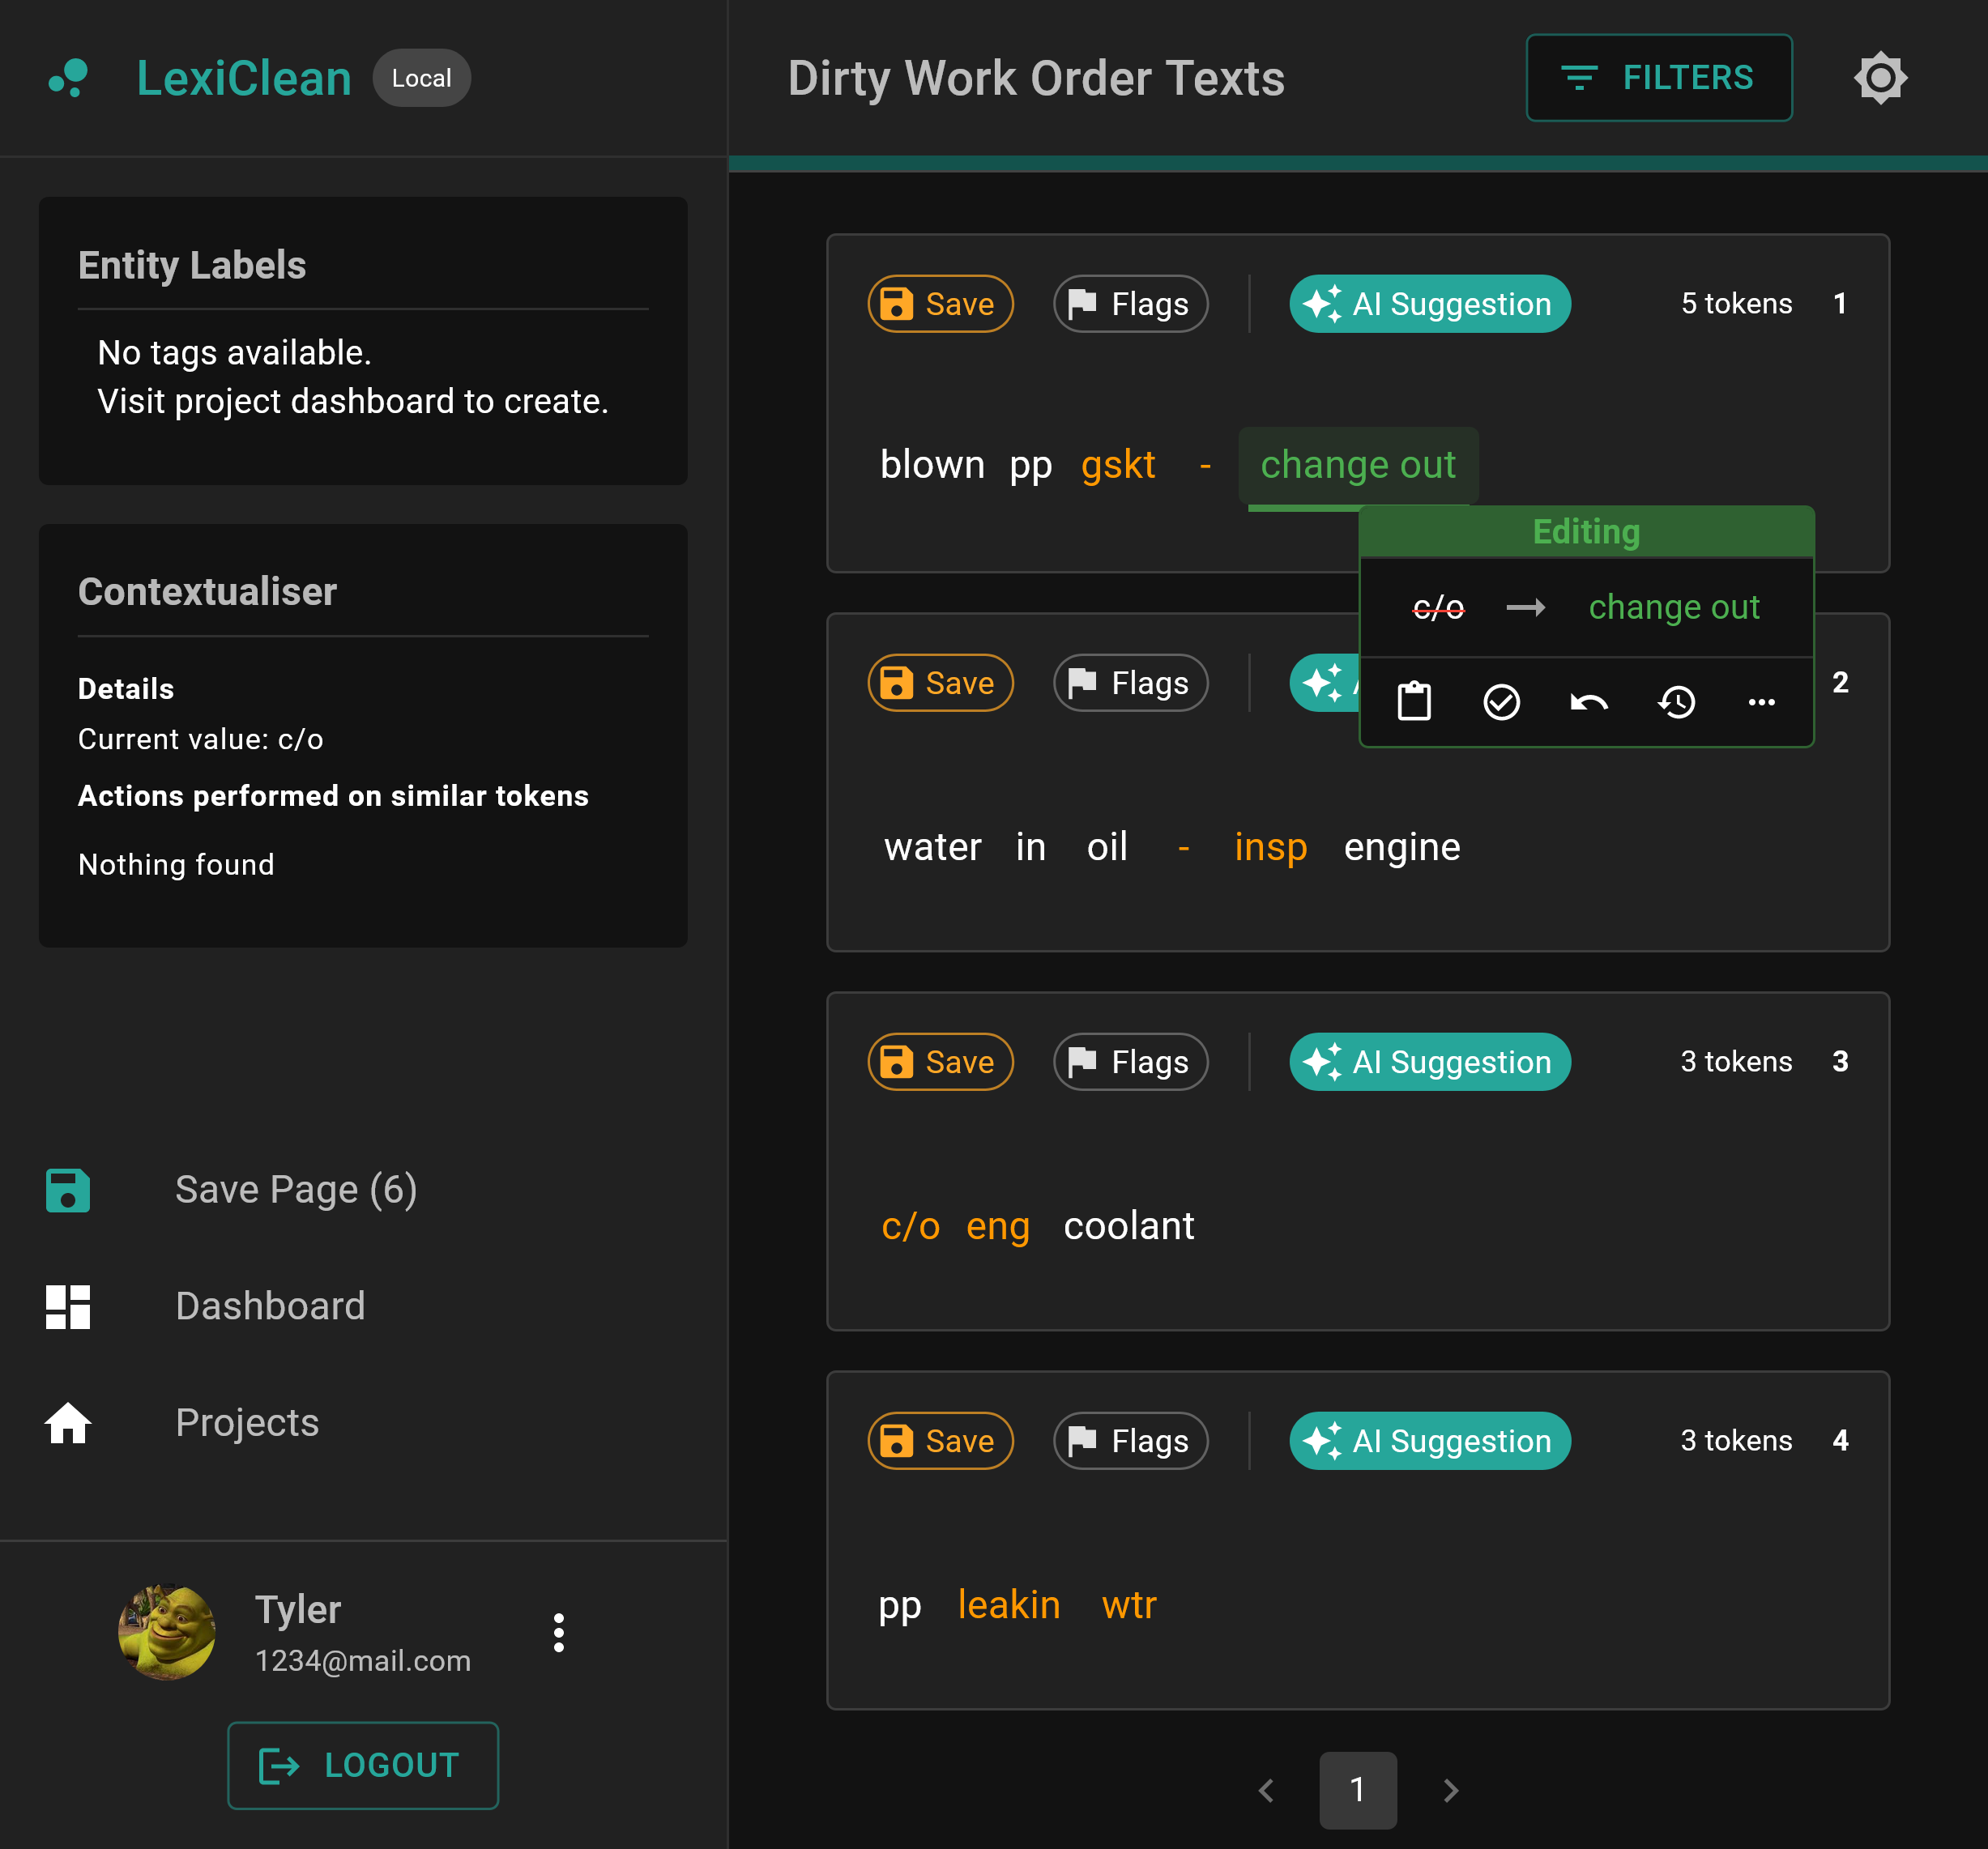 LexiClean Local
Entity Labels
No tags available.
Visit project dashboard to create.
Contextualiser
Details
Current value: c/o
Actions performed on similar tokens
Nothing found
Save Page (6)
Dashboard
Projects
Tyler
1234@mail.com
LOGOUT
Dirty Work Order Texts FILTERS
Save Flags AI Suggestion 5 tokens 1
blown pp gskt - change out
Editing
c/o → change out
Save Flags 2
water in oil - insp engine
Save Flags AI Suggestion 3 tokens 3
c/o eng coolant
Save Flags AI Suggestion 3 tokens 4
pp leakin wtr
1